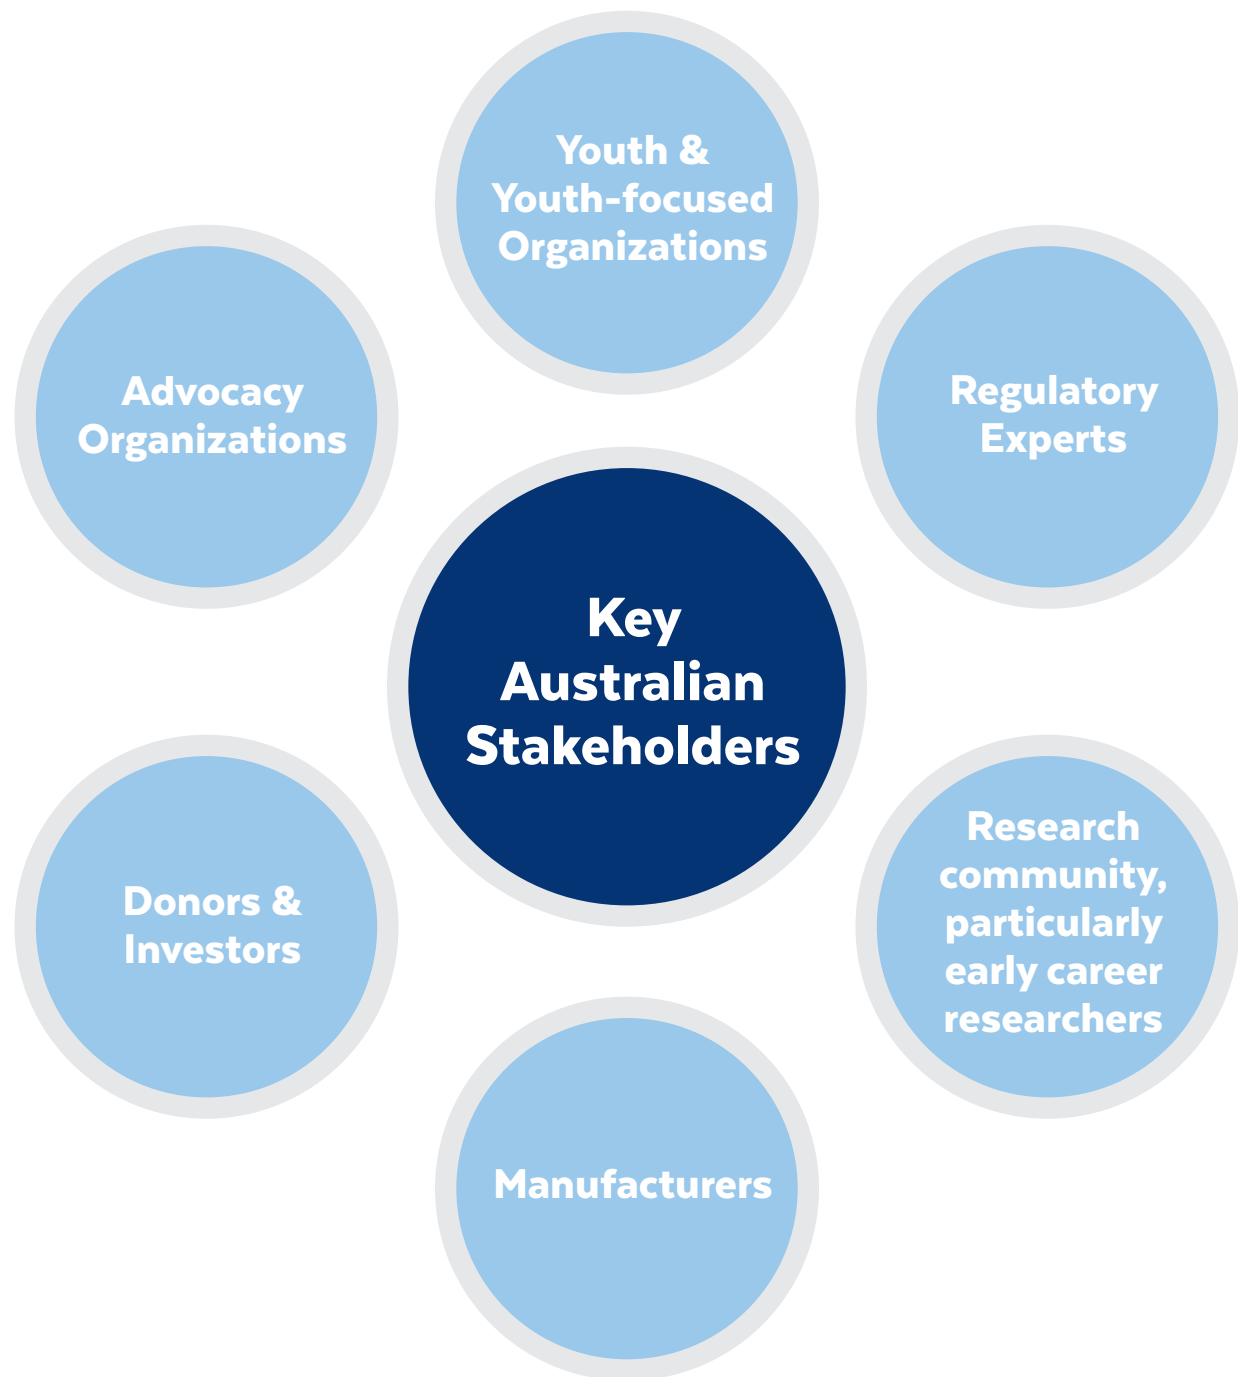 Youth &
Youth-focused
Organizations
Advocacy
Organizations
Regulatory
Experts
Key
Australian
Stakeholders
Donors &
Investors
Research
community,
particularly
early career
researchers
Manufacturers